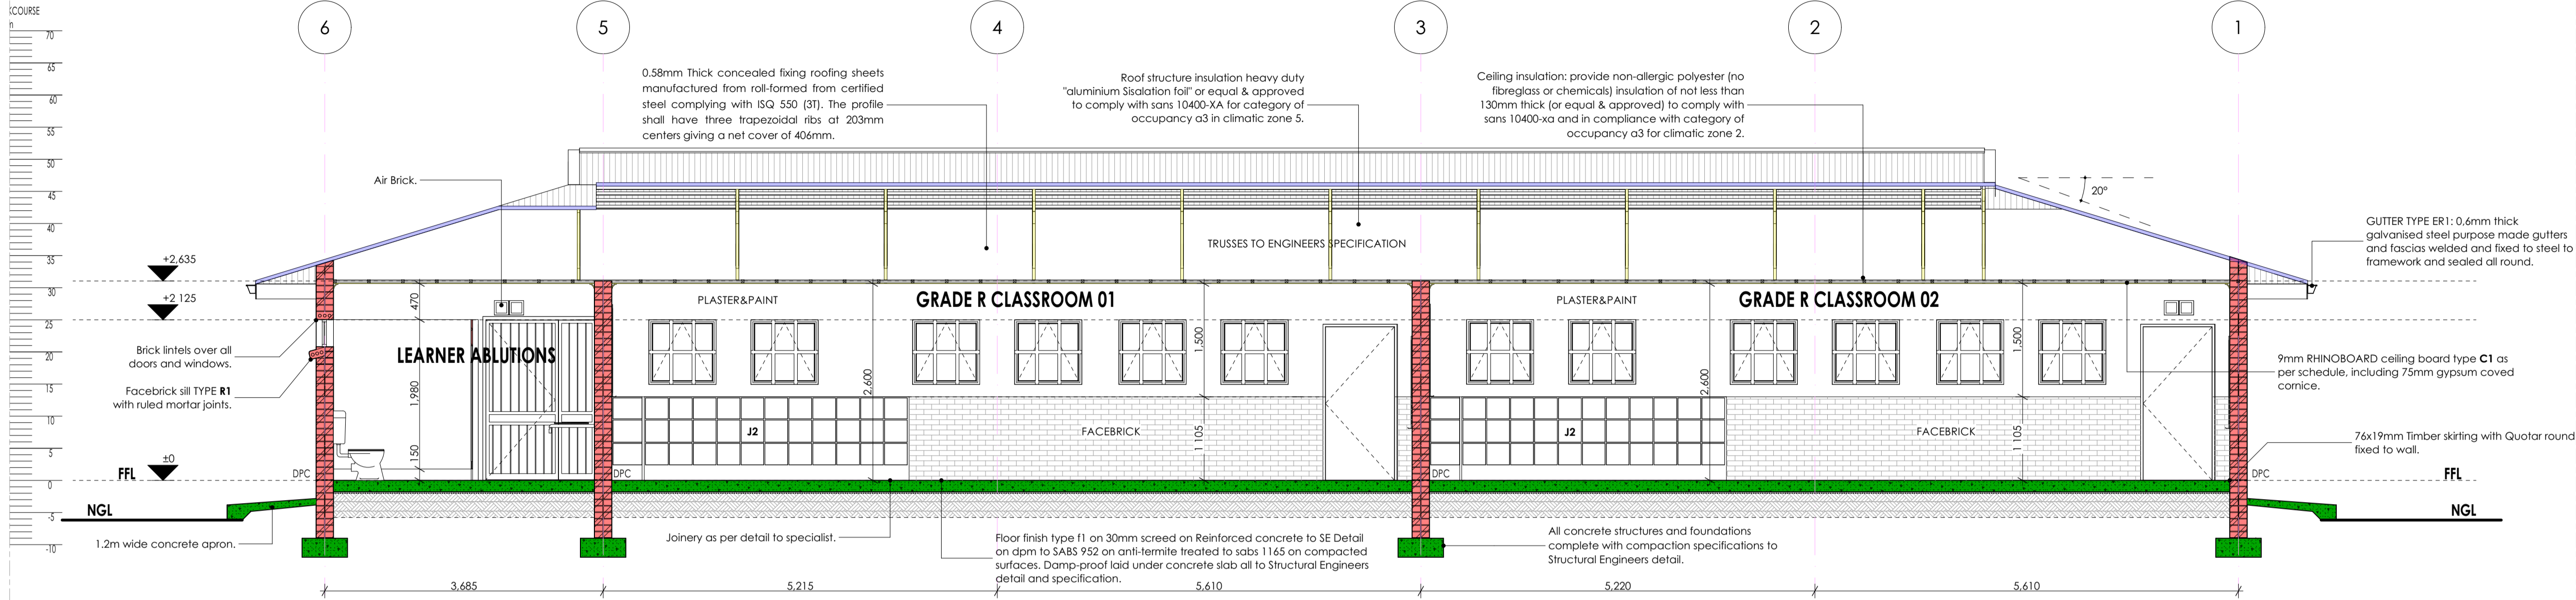 KCOURSE
6
5
4
3
2
1
70
65
60
55
50
45
40
35
30
25
20
15
10
5
0
-5
-10
0.58mm Thick concealed fixing roofing sheets
manufactured from roll-formed from certified
steel complying with ISQ 550 (3T). The profile
shall have three trapezoidal ribs at 203mm
centers giving a net cover of 406mm.
Roof structure insulation heavy duty
"aluminium Sisalation foil" or equal & approved
to comply with sans 10400-XA for category of
occupancy a3 in climatic zone 5.
Ceiling insulation: provide non-allergic polyester (no
fibreglass or chemicals) insulation of not less than
130mm thick (or equal & approved) to comply with
sans 10400-xa and in compliance with category of
occupancy a3 for climatic zone 2.
Air Brick.
20°
GUTTER TYPE ER1: 0,6mm thick
galvanised steel purpose made gutters
and fascias welded and fixed to steel to
framework and sealed all round.
TRUSSES TO ENGINEERS SPECIFICATION
+2,635
+2 125
±0
470
1,980
150
PLASTER&PAINT
GRADE R CLASSROOM 01
PLASTER&PAINT
GRADE R CLASSROOM 02
2,600
1,500
1105
2,600
1,500
1105
Brick lintels over all
doors and windows.
LEARNER ABLUTIONS
Facebrick sill TYPE R1
with ruled mortar joints.
9mm RHINOBOARD ceiling board type C1 as
per schedule, including 75mm gypsum coved
cornice.
J2
FACEBRICK
J2
FACEBRICK
76x19mm Timber skirting with Quotar round
fixed to wall.
FFL
DPC
DPC
DPC
DPC
FFL
NGL
NGL
1.2m wide concrete apron.
Joinery as per detail to specialist.
Floor finish type f1 on 30mm screed on Reinforced concrete to SE Detail
on dpm to SABS 952 on anti-termite treated to sabs 1165 on compacted
surfaces. Damp-proof laid under concrete slab all to Structural Engineers
detail and specification.
All concrete structures and foundations
complete with compaction specifications to
Structural Engineers detail.
3,685
5,215
5,610
5,220
5,610